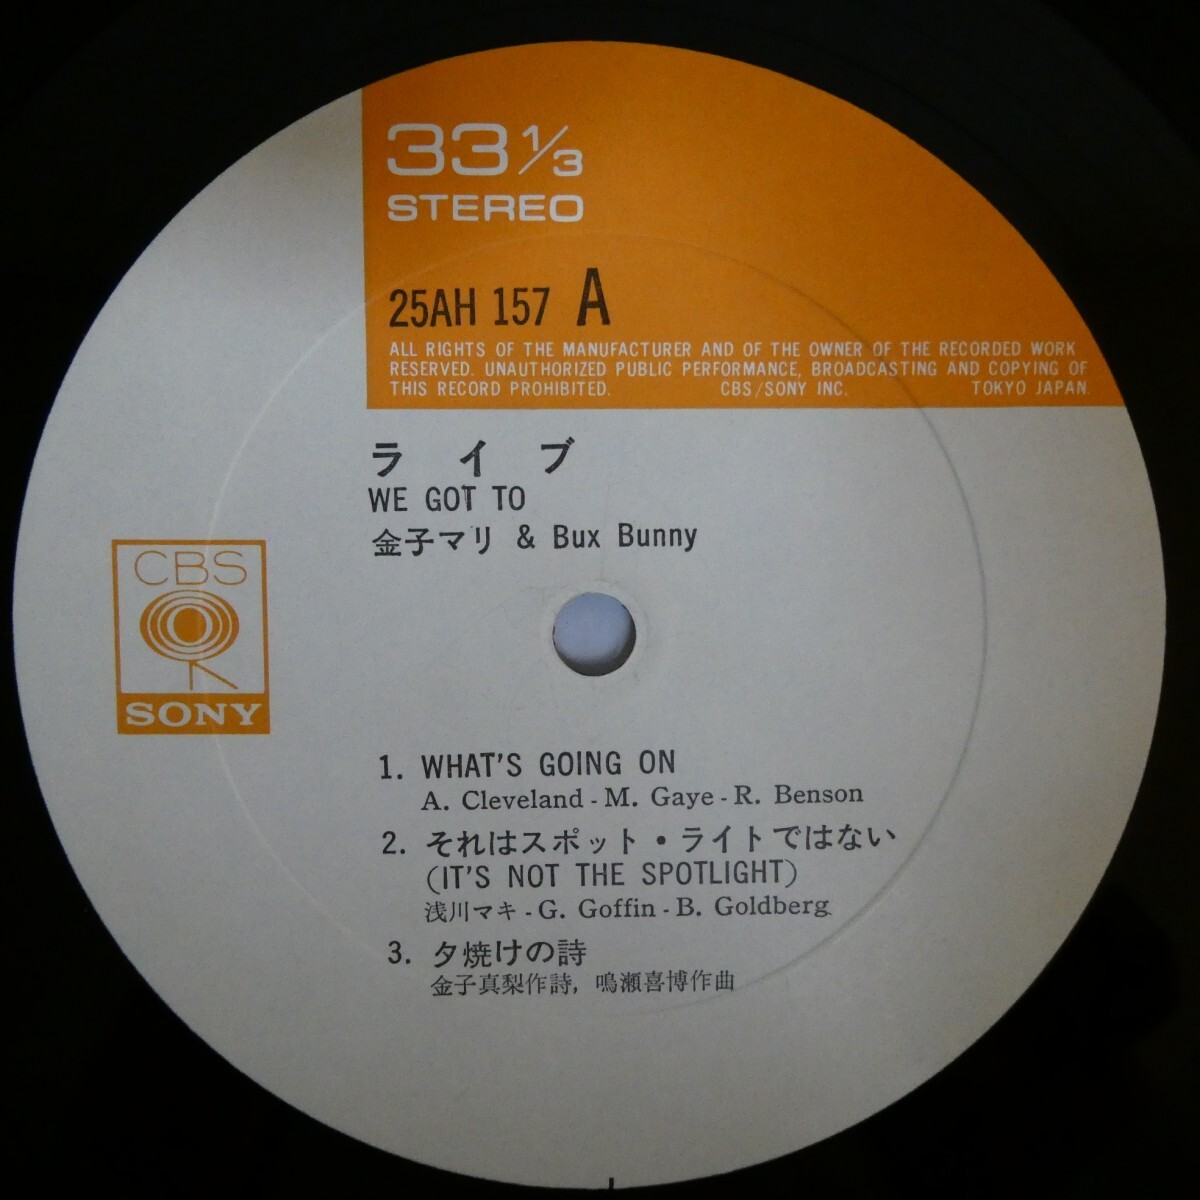 33 1/3
STEREO
25AH 157 A
ALL RIGHTS OF THE MANUFACTURER AND OF THE OWNER OF THE RECORDED WORK
RESERVED. UNAUTHORIZED PUBLIC PERFORMANCE, BROADCASTING AND COPYING OF
THIS RECORD PROHIBITED. CBS/SONY INC. TOKYO JAPAN.
ライブ
WE GOT TO
金子マリ & Bux Bunny
CBS
SONY
1. WHAT'S GOING ON
A. Cleveland - M. Gaye - R. Benson
2. それはスポット・ライトではない
(IT'S NOT THE SPOTLIGHT)
浅川マキ - G. Goffin - B. Goldberg
3. 夕焼けの詩
金子真梨作詩, 鳴瀬喜博作曲